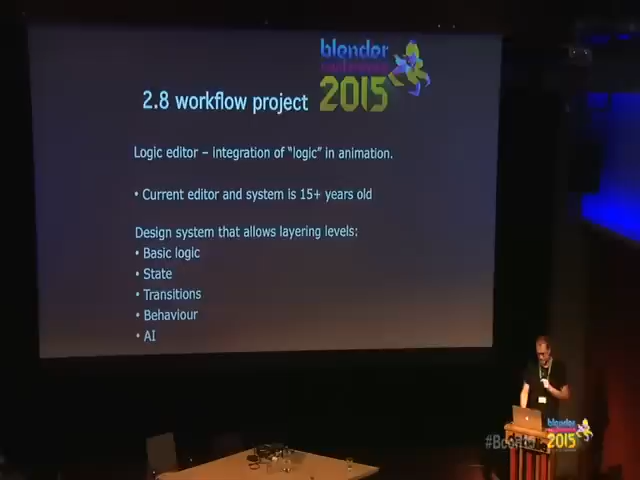 blender
2015
2.8 workflow project
Logic editor – integration of “logic” in animation.
• Current editor and system is 15+ years old
Design system that allows layering levels:
• Basic logic
• State
• Transitions
• Behaviour
• AI
blender
2015